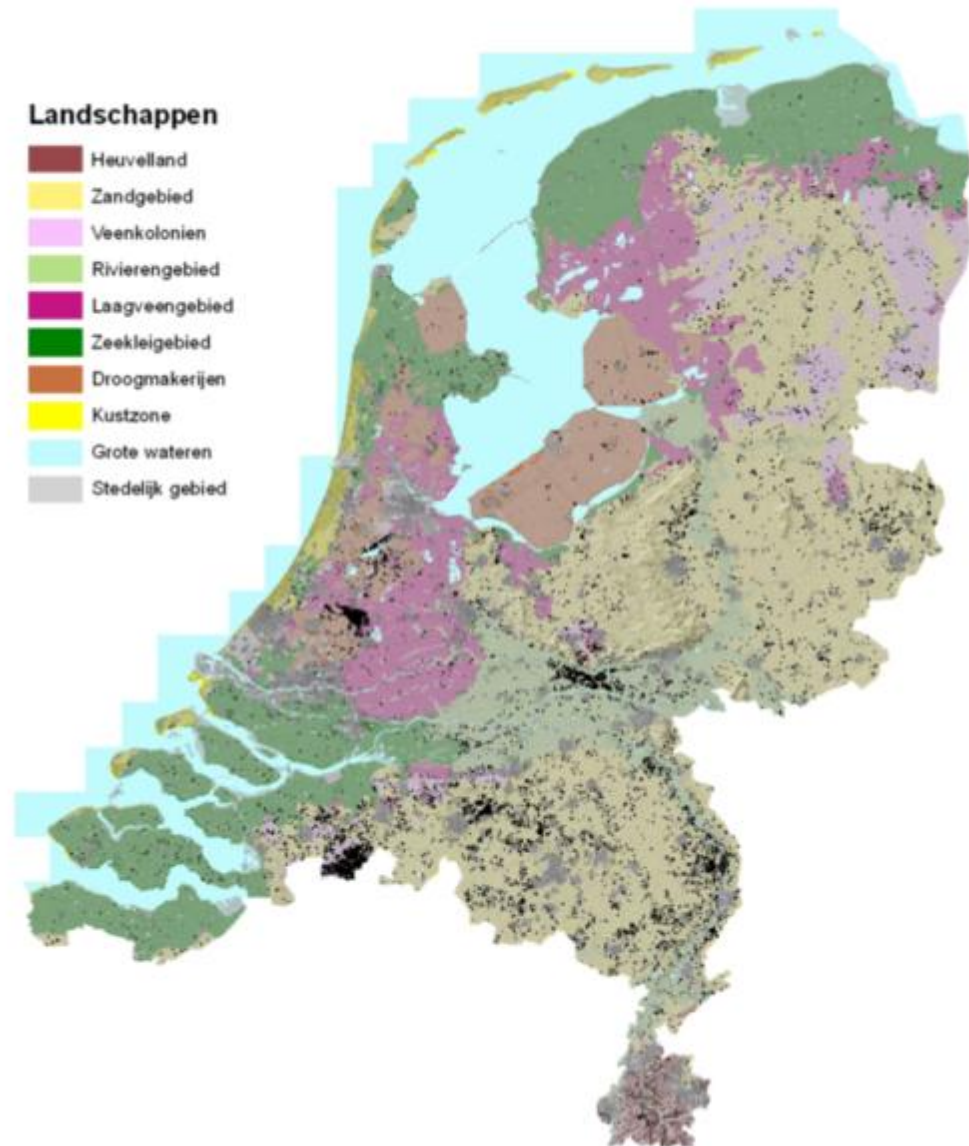 Landschappen
Heuvelland
Zandgebied
Veenkolonien
Rivierengebied
Laagveengebied
Zeekleigebied
Droogmakerijen
Kustzone
Grote wateren
Stedelijk gebied